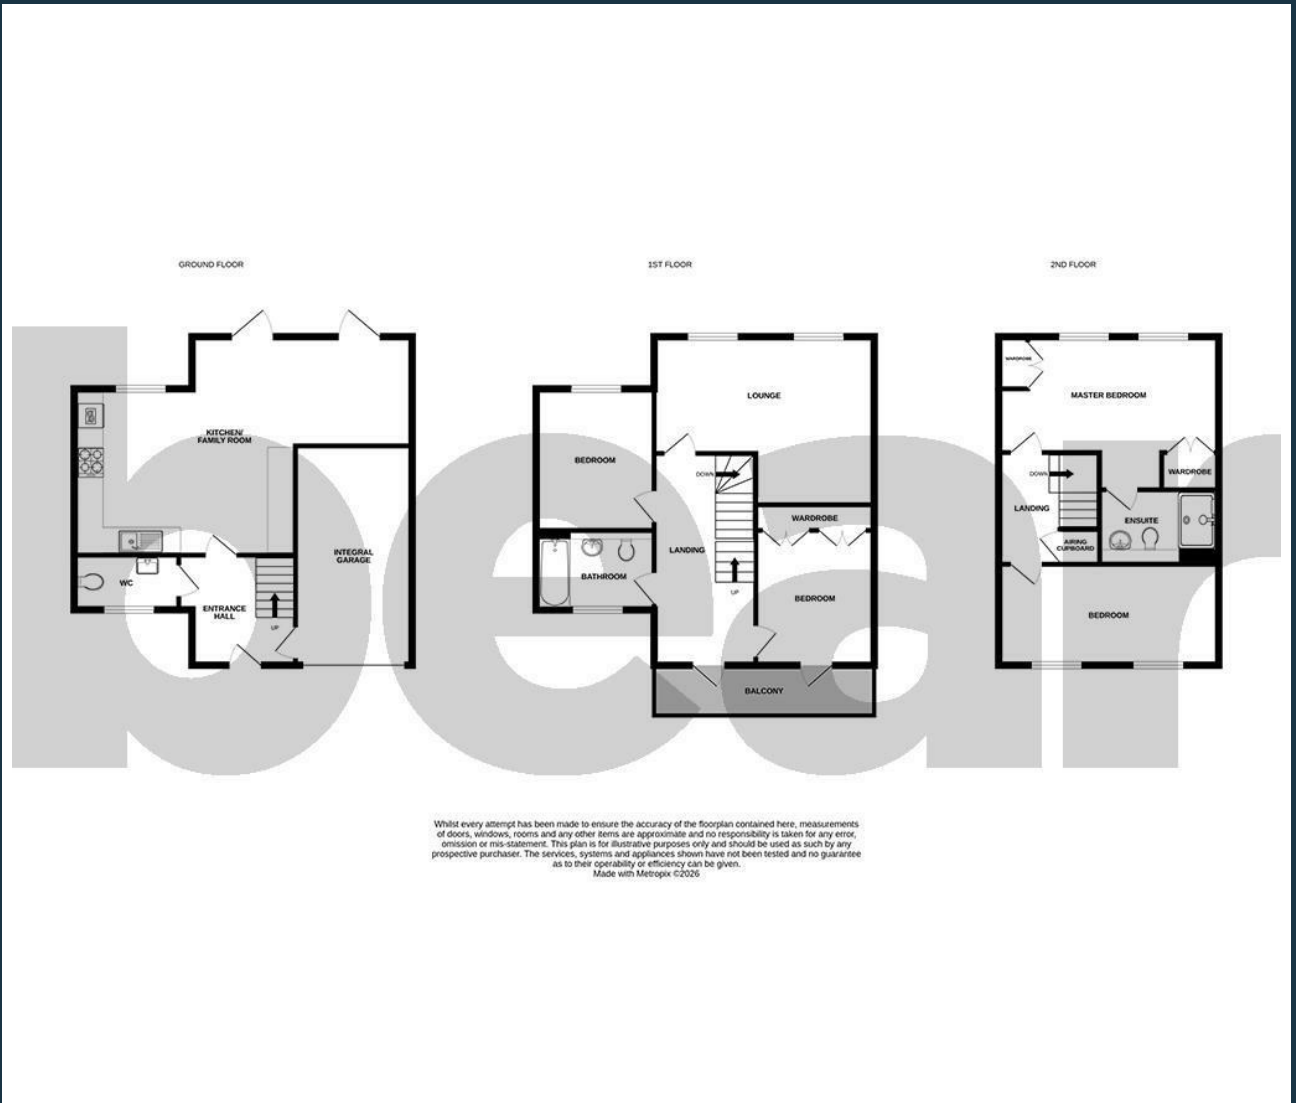 GROUND FLOOR
KITCHEN/
FAMILY ROOM
INTEGRAL
GARAGE
WC
ENTRANCE
HALL
UP
1ST FLOOR
LOUNGE
BEDROOM
DOWN
WARDROBE
LANDING
BATHROOM
UP
BEDROOM
BALCONY
2ND FLOOR
WARDROBE
MASTER BEDROOM
WARDROBE
DOWN
LANDING
ENSUITE
AIRING
CUPBOARD
BEDROOM
bear
Whilst every attempt has been made to ensure the accuracy of the floorplan contained here, measurements
of doors, windows, rooms and any other items are approximate and no responsibility is taken for any error,
omission or mis-statement. This plan is for illustrative purposes only and should be used as such by any
prospective purchaser. The services, systems and appliances shown have not been tested and no guarantee
as to their operability or efficiency can be given.
Made with Metropix ©2026